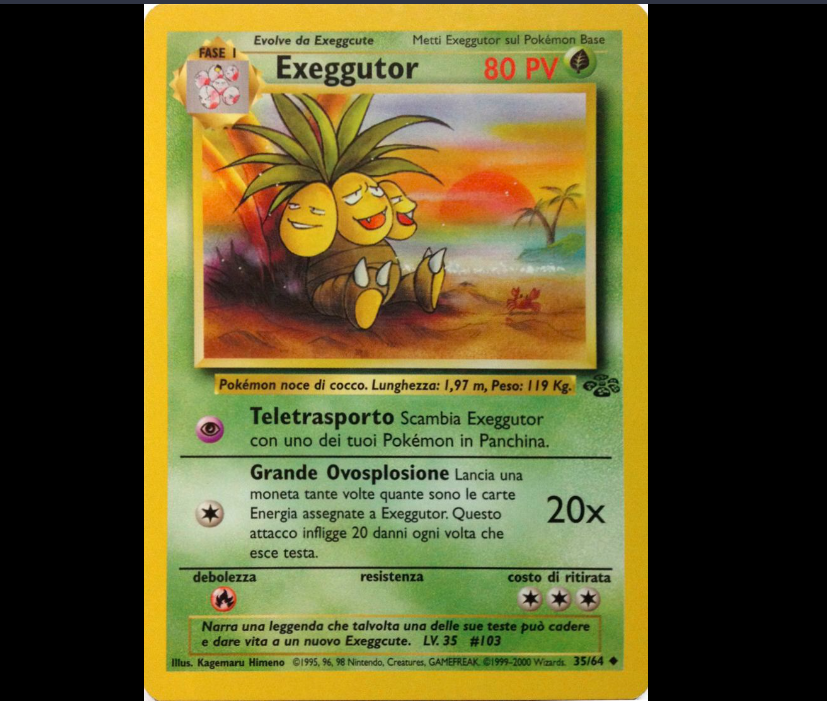 Evolve da Exeggcute Metti Exeggutor sul Pokémon Base
FASE 1
Exeggutor 80 PV
Pokémon noce di cocco. Lunghezza: 1,97 m, Peso: 119 Kg.
Teletrasporto Scambia Exeggutor
con uno dei tuoi Pokémon in Panchina.
Grande Ovosplosione Lancia una
moneta tante volte quante sono le carte
Energia assegnate a Exeggutor. Questo
attacco infligge 20 danni ogni volta che
esce testa.
20x
debolezza resistenza costo di ritirata
Narra una leggenda che talvolta una delle sue teste può cadere
e dare vita a un nuovo Exeggcute. LV. 35 #103
Illus. Kagemaru Himeno ©1995, 96, 98 Nintendo, Creatures, GAMEFREAK. ©1999-2000 Wizards. 35/64